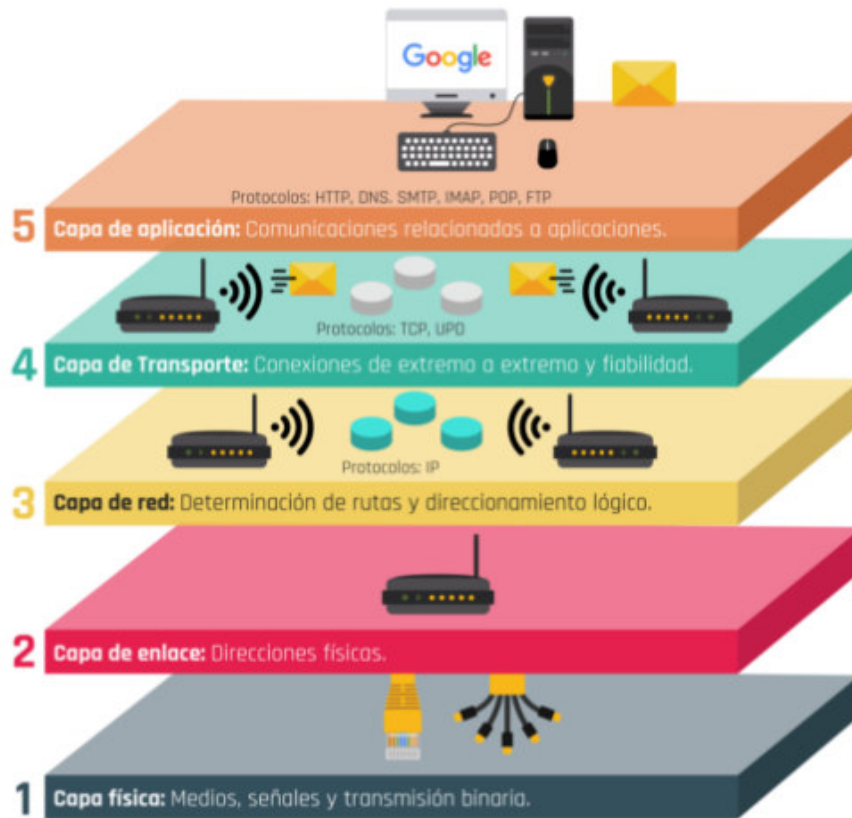 Google
Protocolos: HTTP, DNS. SMTP, IMAP, POP, FTP
5 Capa de aplicación: Comunicaciones relacionadas a aplicaciones.
Protocolos: TCP, UPD
4 Capa de Transporte: Conexiones de extremo a extremo y fiabilidad.
Protocolos: IP
3 Capa de red: Determinación de rutas y direccionamiento lógico.
2 Capa de enlace: Direcciones físicas.
1 Capa física: Medios, señales y transmisión binaria.